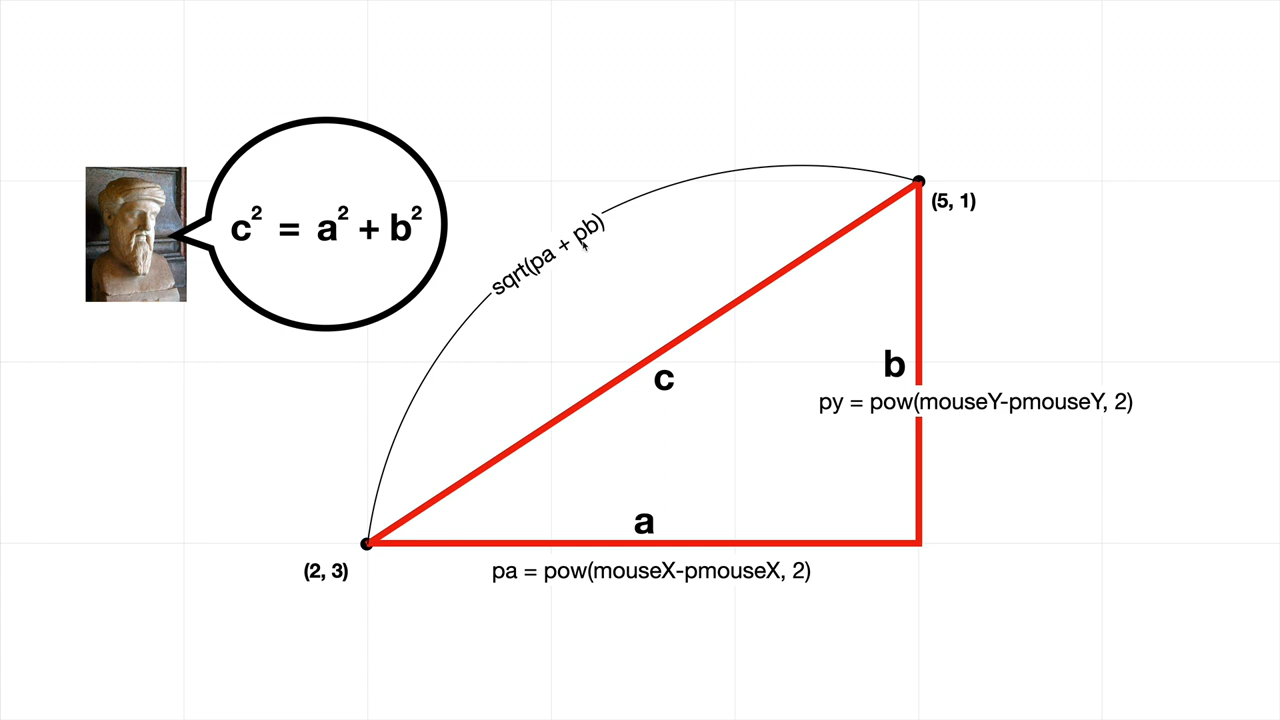 c² = a² + b²
sqrt(pa + pb)
(5, 1)
b
c
py = pow(mouseY-pmouseY, 2)
a
(2, 3)
pa = pow(mouseX-pmouseX, 2)